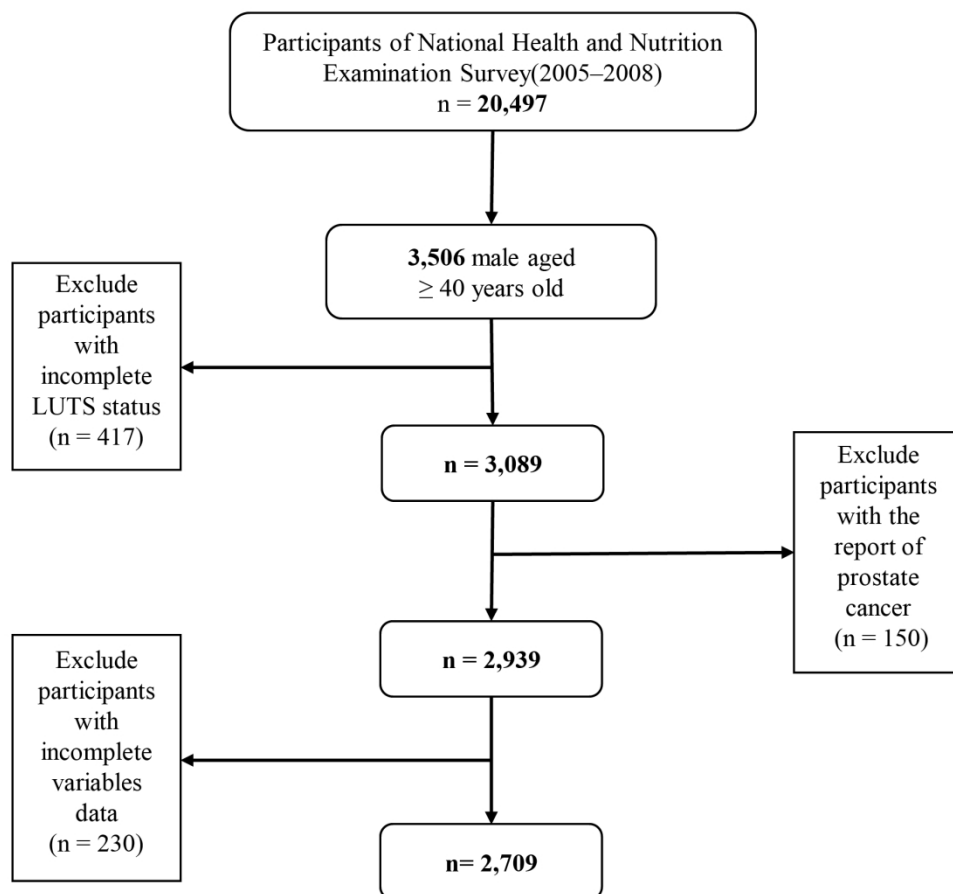 Participants of National Health and Nutrition
Examination Survey(2005–2008)
n = 20,497
3,506 male aged
≥ 40 years old
Exclude
participants
with
incomplete
LUTS status
(n = 417)
n = 3,089
Exclude
participants
with the
report of
prostate
cancer
(n = 150)
n = 2,939
Exclude
participants
with
incomplete
variables
data
(n = 230)
n= 2,709